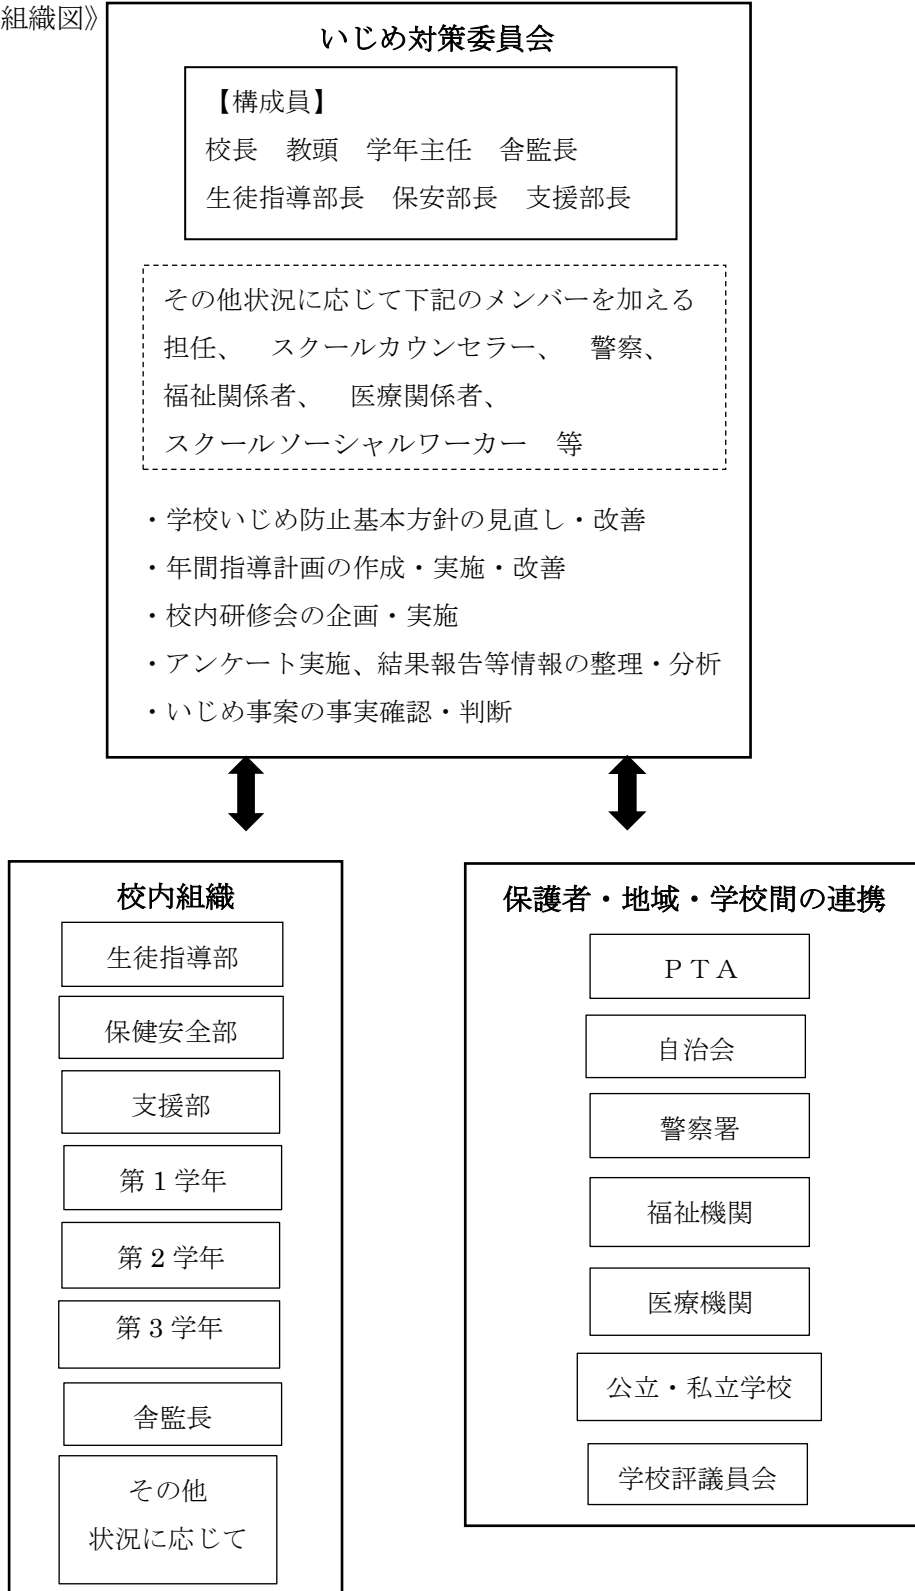 組織図》
いじめ対策委員会
【構成員】
校長　教頭　学年主任　舎監長
生徒指導部長　保安部長　支援部長
その他状況に応じて下記のメンバーを加える
担任、　スクールカウンセラー、　警察、
福祉関係者、　医療関係者、
スクールソーシャルワーカー　等
・学校いじめ防止基本方針の見直し・改善
・年間指導計画の作成・実施・改善
・校内研修会の企画・実施
・アンケート実施、結果報告等情報の整理・分析
・いじめ事案の事実確認・判断
校内組織
生徒指導部
保健安全部
支援部
第１学年
第２学年
第３学年
舎監長
その他
状況に応じて
保護者・地域・学校間の連携
ＰＴＡ
自治会
警察署
福祉機関
医療機関
公立・私立学校
学校評議員会